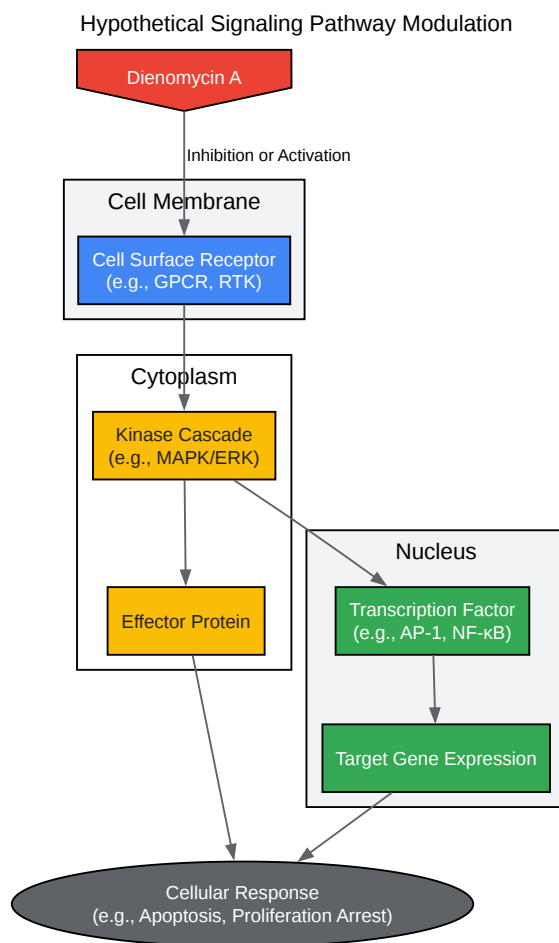 Hypothetical Signaling Pathway Modulation
Dienomycin A
Inhibition or Activation
Cell Membrane
Cell Surface Receptor
(e.g., GPCR, RTK)
Cytoplasm
Kinase Cascade
(e.g., MAPK/ERK)
Effector Protein
Nucleus
Transcription Factor
(e.g., AP-1, NF-κB)
Target Gene Expression
Cellular Response
(e.g., Apoptosis, Proliferation Arrest)